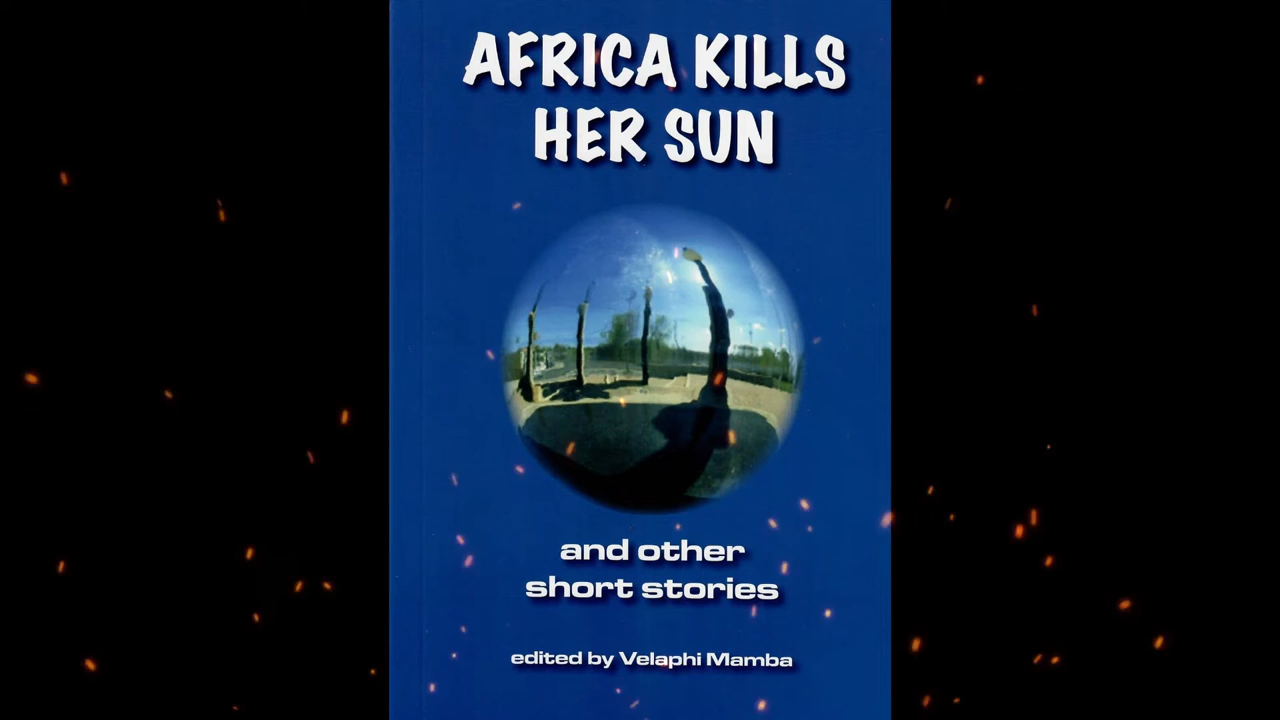 AFRICA KILLS
HER SUN
and other
short stories
edited by Velaphi Mamba